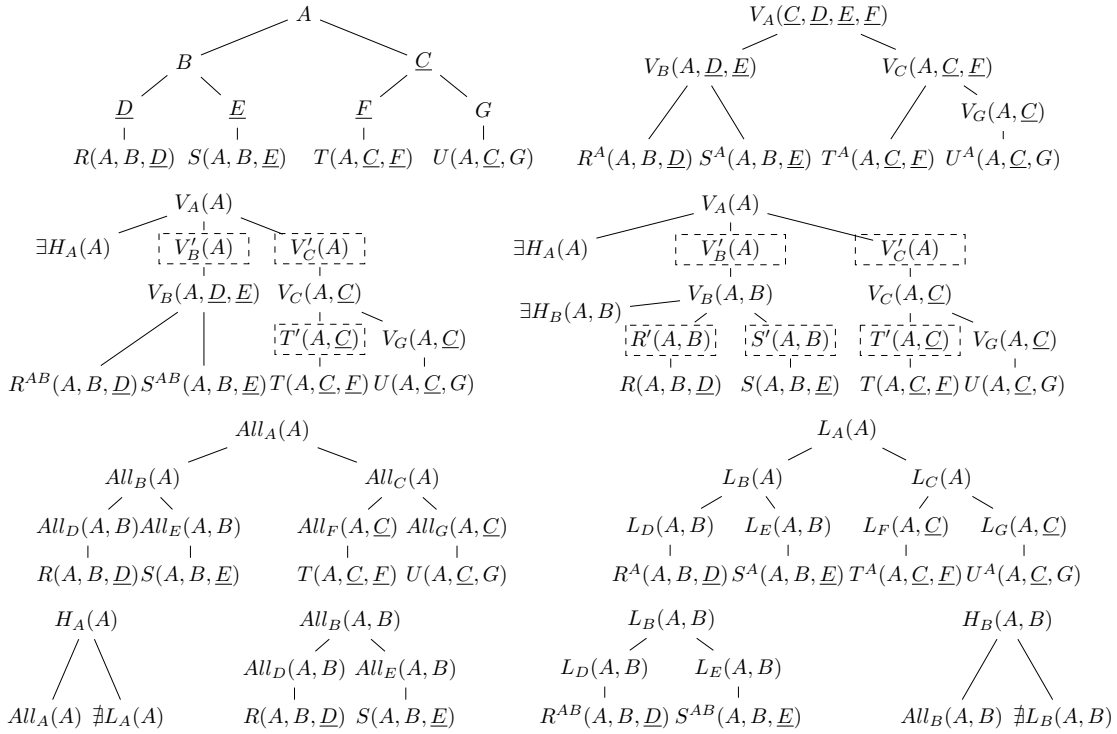 A
B C
D E F G
R(A, B, D) S(A, B, E) T(A, C, F) U(A, C, G)
V_A(C, D, E, F)
V_B(A, D, E) V_C(A, C, F)
V_G(A, C)
R^A(A, B, D) S^A(A, B, E) T^A(A, C, F) U^A(A, C, G)
V_A(A)
∃H_A(A) V′_B(A) V′_C(A)
V_B(A, D, E) V_C(A, C)
T′(A, C) V_G(A, C)
R^{AB}(A, B, D) S^{AB}(A, B, E) T(A, C, F) U(A, C, G)
V_A(A)
∃H_A(A) V′_B(A) V′_C(A)
∃H_B(A, B) V_B(A, B) V_C(A, C)
R′(A, B) S′(A, B) T′(A, C) V_G(A, C)
R(A, B, D) S(A, B, E) T(A, C, F) U(A, C, G)
All_A(A)
All_B(A) All_C(A)
All_D(A, B) All_E(A, B) All_F(A, C) All_G(A, C)
R(A, B, D) S(A, B, E) T(A, C, F) U(A, C, G)
L_A(A)
L_B(A) L_C(A)
L_D(A, B) L_E(A, B) L_F(A, C) L_G(A, C)
R^A(A, B, D) S^A(A, B, E) T^A(A, C, F) U^A(A, C, G)
H_A(A)
All_A(A) ∄L_A(A)
All_B(A, B)
All_D(A, B) All_E(A, B)
R(A, B, D) S(A, B, E)
L_B(A, B)
L_D(A, B) L_E(A, B)
R^{AB}(A, B, D) S^{AB}(A, B, E)
H_B(A, B)
All_B(A, B) ∄L_B(A, B)